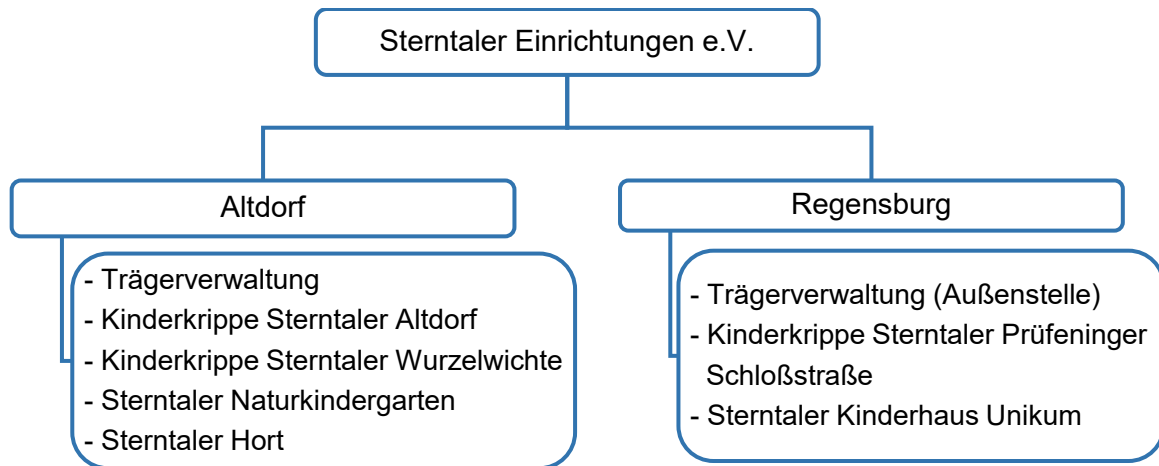 Sterntaler Einrichtungen e.V.
Altdorf
- Trägerverwaltung
- Kinderkrippe Sterntaler Altdorf
- Kinderkrippe Sterntaler Wurzelwichte
- Sterntaler Naturkindergarten
- Sterntaler Hort
Regensburg
- Trägerverwaltung (Außenstelle)
- Kinderkrippe Sterntaler Prüfeninger
Schloßstraße
- Sterntaler Kinderhaus Unikum